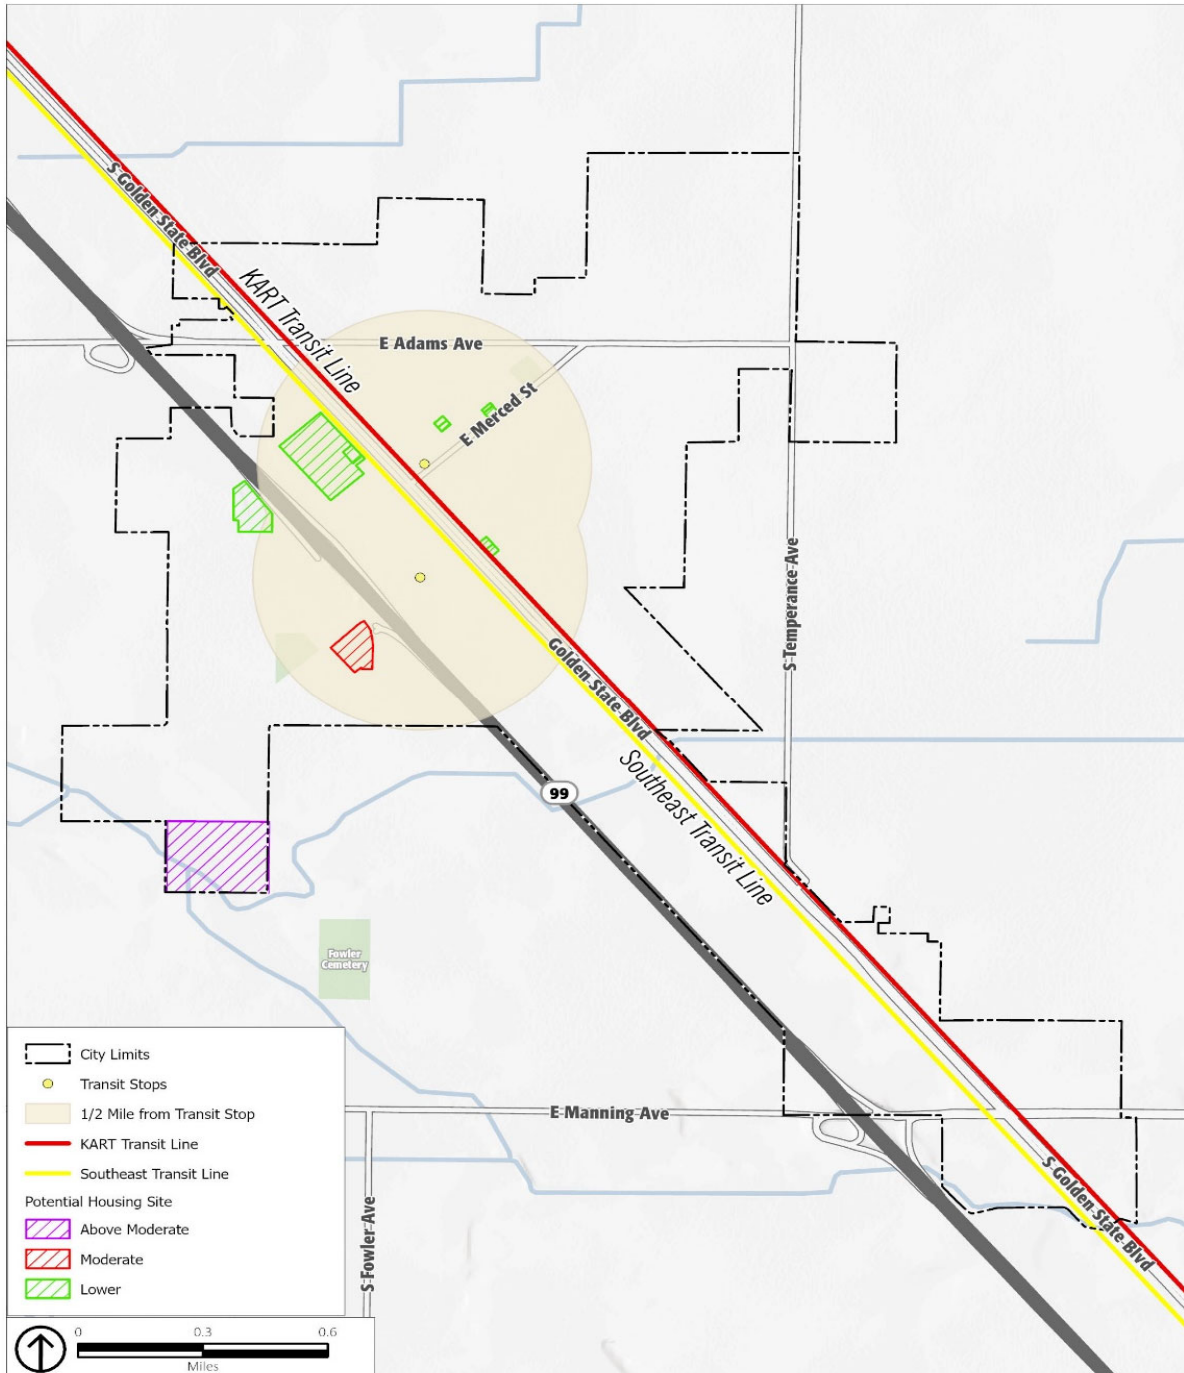 S Golden State Blvd
KART Transit Line
E Adams Ave
E Merced St
S Temperance Ave
Golden State Blvd
Southeast Transit Line
99
Fowler
Cemetery
E Manning Ave
S Fowler Ave
S Golden State Blvd
City Limits
Transit Stops
1/2 Mile from Transit Stop
KART Transit Line
Southeast Transit Line
Potential Housing Site
Above Moderate
Moderate
Lower
0 0.3 0.6
Miles